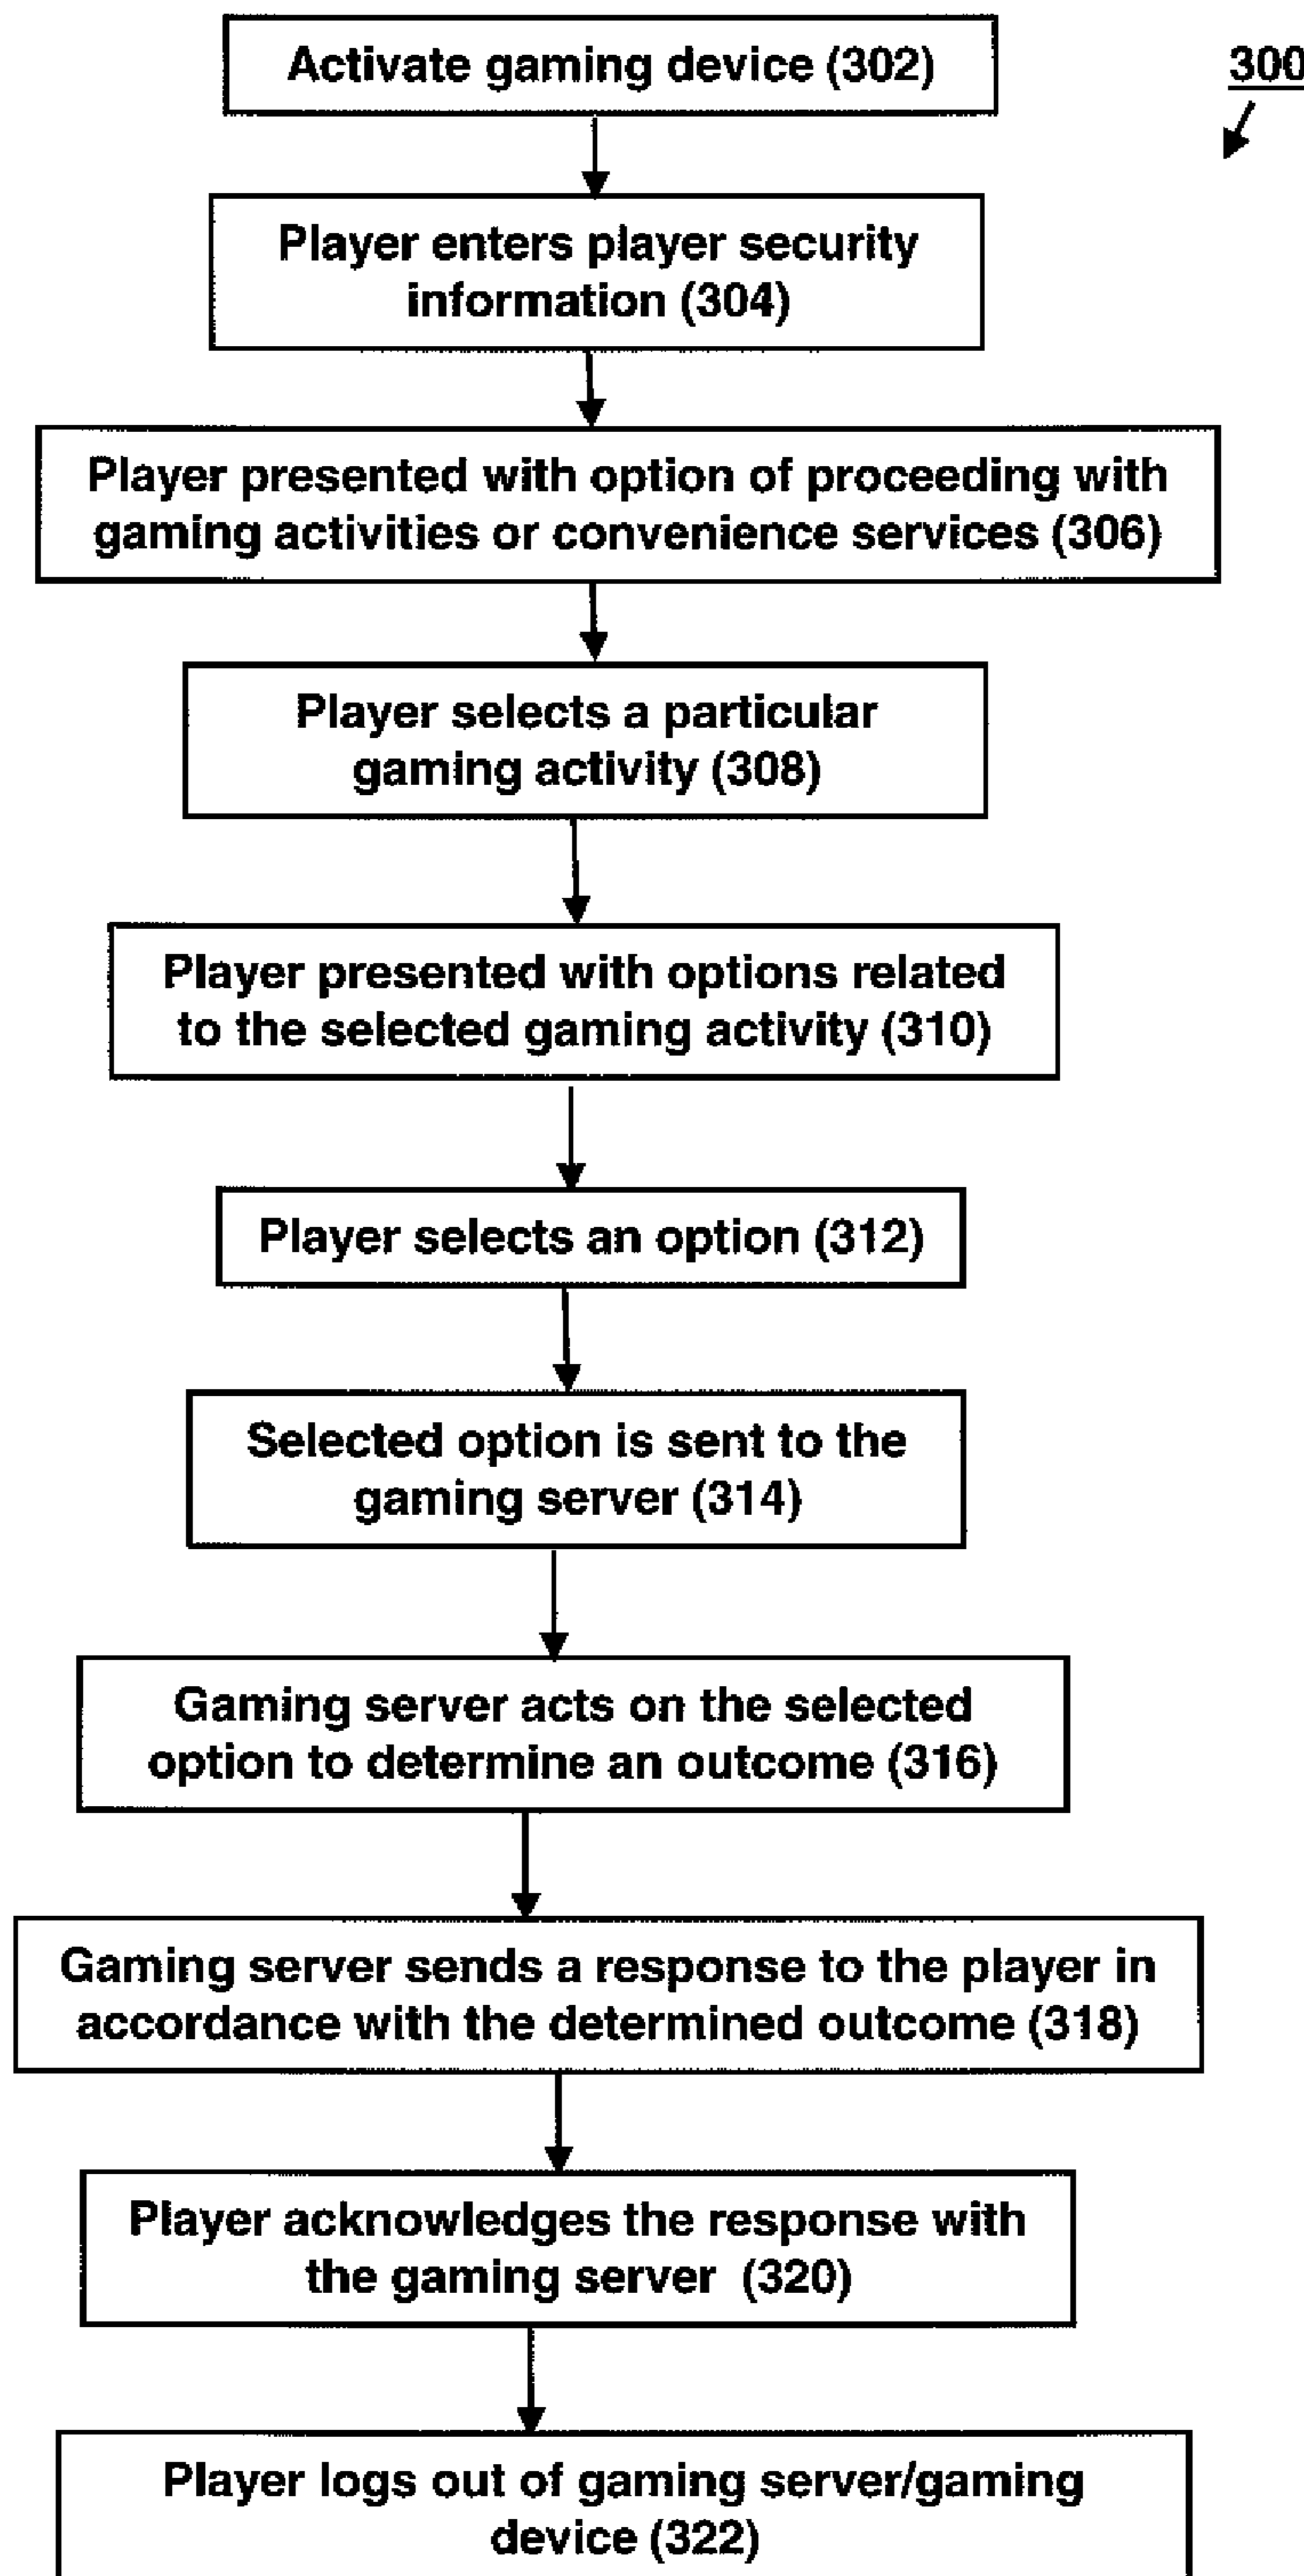 Activate gaming device (302)
300
Player enters player security
information (304)
Player presented with option of proceeding with
gaming activities or convenience services (306)
Player selects a particular
gaming activity (308)
Player presented with options related
to the selected gaming activity (310)
Player selects an option (312)
Selected option is sent to the
gaming server (314)
Gaming server acts on the selected
option to determine an outcome (316)
Gaming server sends a response to the player in
accordance with the determined outcome (318)
Player acknowledges the response with
the gaming server (320)
Player logs out of gaming server/gaming
device (322)